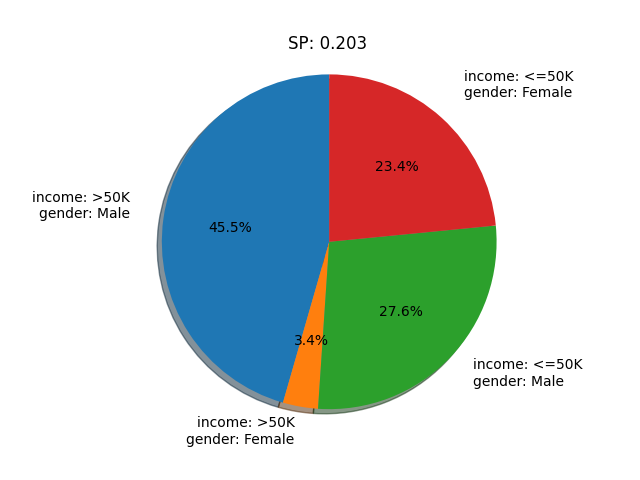 SP: 0.203
income: <=50K
gender: Female
23.4%
income: >50K
gender: Male
45.5%
27.6%
3.4%
income: <=50K
gender: Male
income: >50K
gender: Female